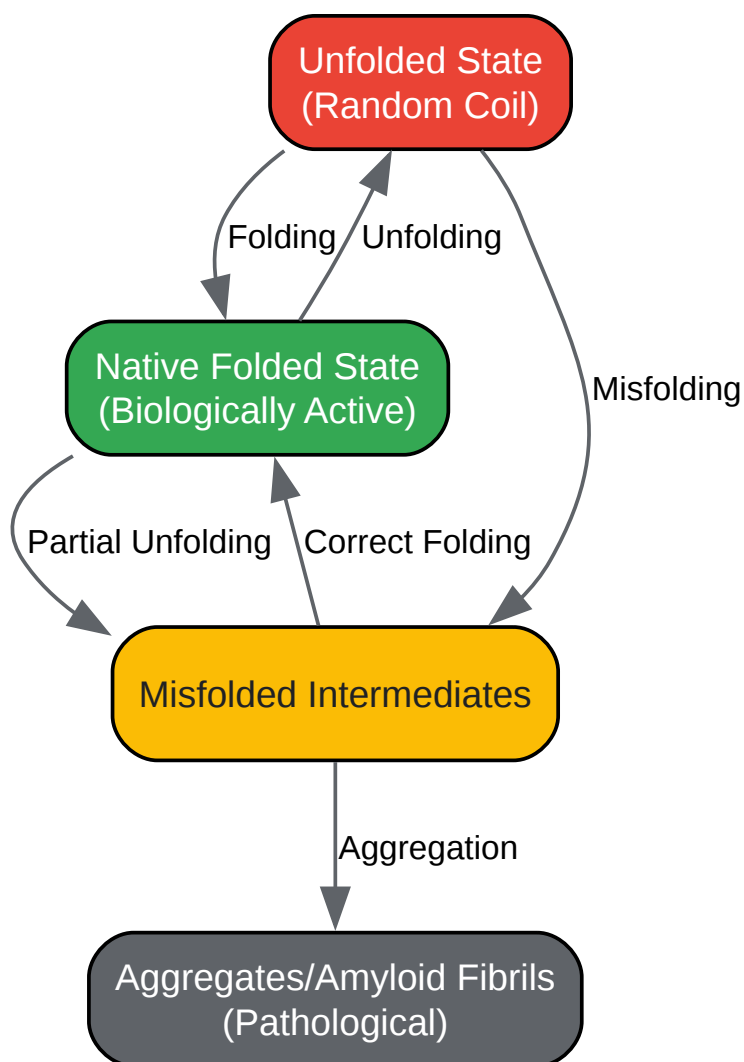 Unfolded State
(Random Coil)
Folding
Unfolding
Native Folded State
(Biologically Active)
Misfolding
Partial Unfolding
Correct Folding
Misfolded Intermediates
Aggregation
Aggregates/Amyloid Fibrils
(Pathological)